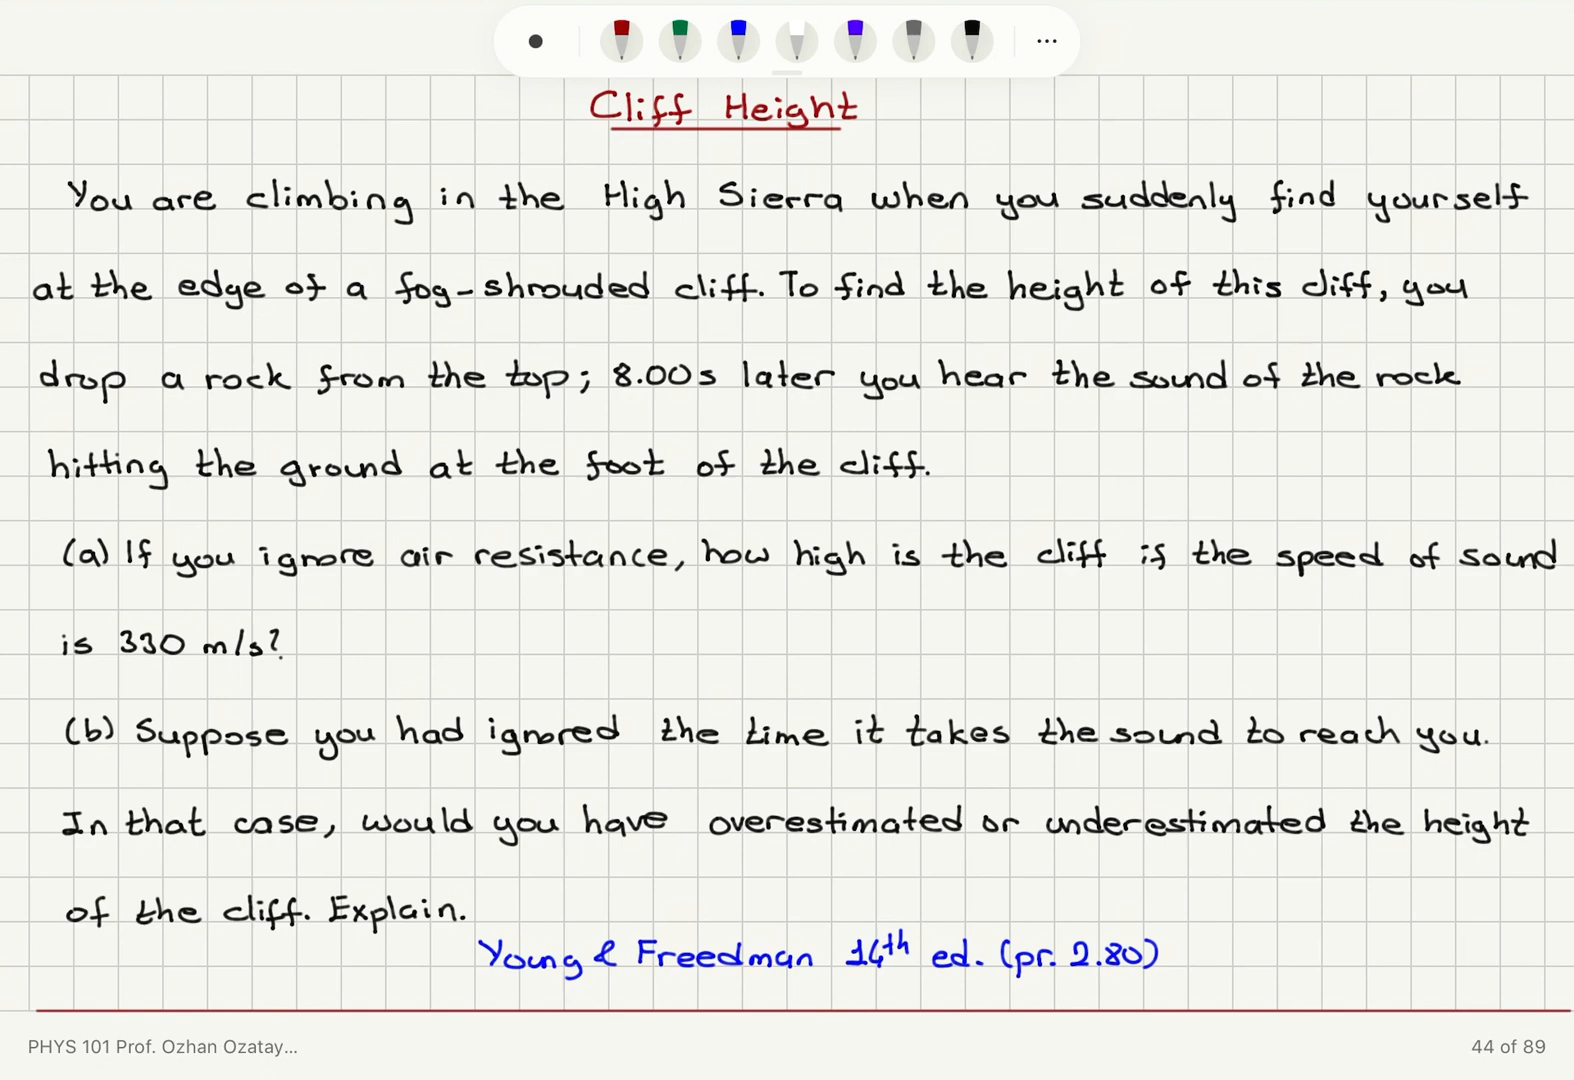 Cliff Height
You are climbing in the High Sierra when you suddenly find yourself
at the edge of a fog-shrouded cliff. To find the height of this cliff, you
drop a rock from the top; 8.00s later you hear the sound of the rock
hitting the ground at the foot of the cliff.
(a) If you ignore air resistance, how high is the cliff if the speed of sound
is 330 m/s?
(b) Suppose you had ignored the time it takes the sound to reach you.
In that case, would you have overestimated or underestimated the height
of the cliff. Explain.
Young & Freedman 14th ed. (pr. 2.80)
PHYS 101 Prof. Ozhan Ozatay...
44 of 89